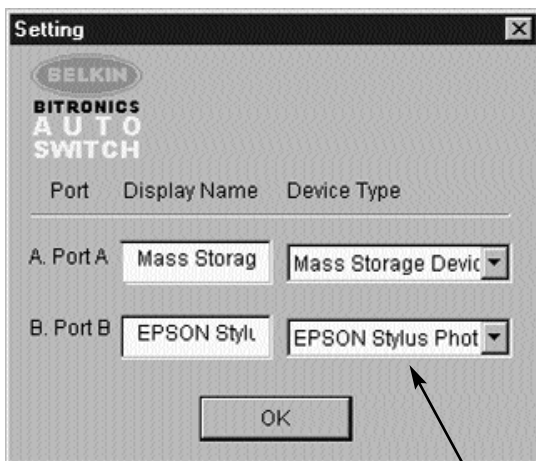 Setting
BELKIN
BITRONICS
AUTO
SWITCH
Port Display Name Device Type
A. Port A Mass Storag Mass Storage Devic
B. Port B EPSON Stylu EPSON Stylus Phot
OK